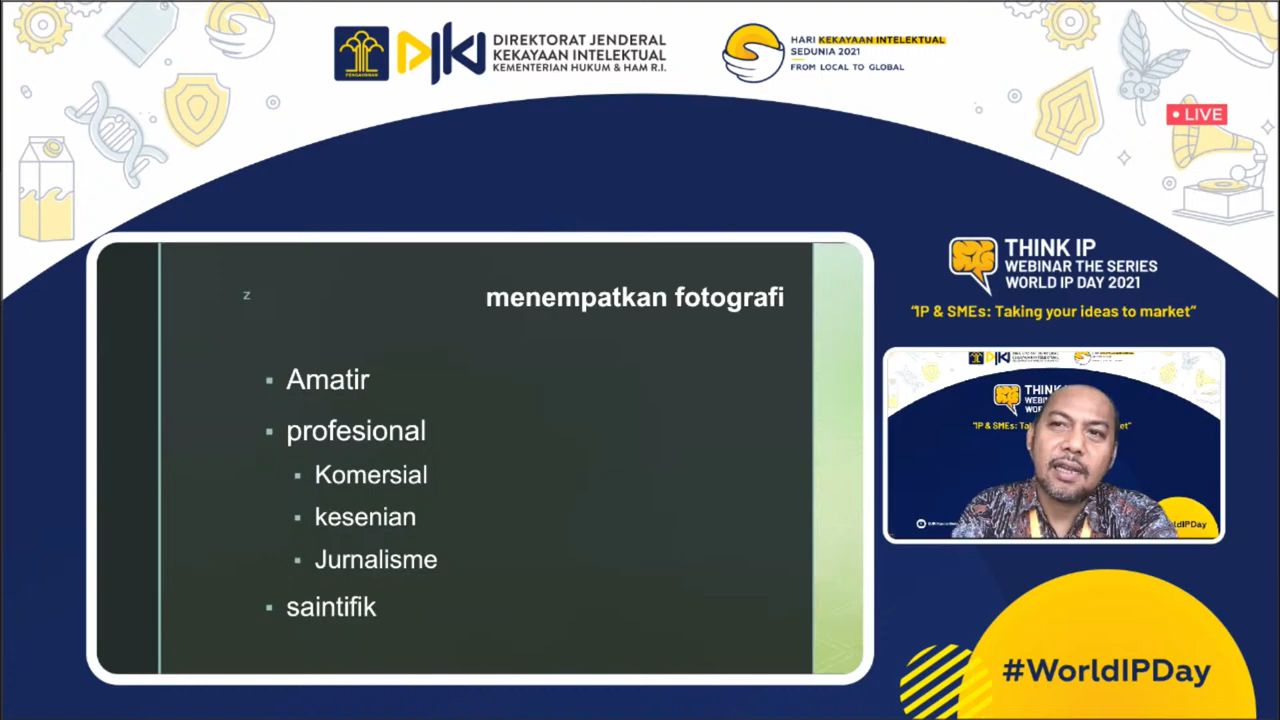 PENGAYOMAN
DJKI
DIREKTORAT JENDERAL
KEKAYAAN INTELEKTUAL
KEMENTERIAN HUKUM & HAM R.I.
HARI KEKAYAAN INTELEKTUAL
SEDUNIA 2021
FROM LOCAL TO GLOBAL
LIVE
z
menempatkan fotografi
Amatir
profesional
Komersial
kesenian
Jurnalisme
saintifik
THINK IP
WEBINAR THE SERIES
WORLD IP DAY 2021
“IP & SMEs: Taking your ideas to market”
#WorldIPDay